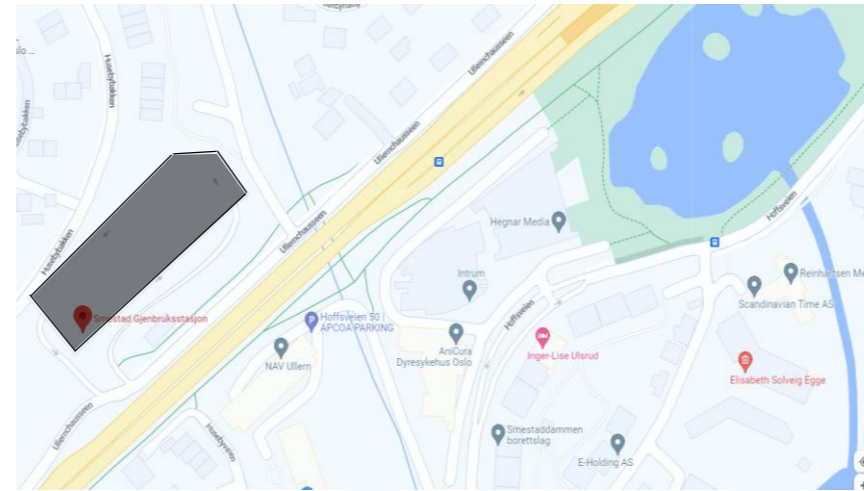 slo ...
Husebybakken
Ullernchausseen
Ullernchausseen
Husebybakken
Ullernchausseen
Smestad Gjenbruksstasjon
Hoffsveien 50 |
APCOA PARKING
NAV Ullern
Ullernchausseen
Husebyveien
Hegnar Media
Intrum
AniCura
Dyresykehus Oslo
Hoffsveien
Inger-Lise Ulsrud
Smestaddammen
borettslag
E-Holding AS
Hoffsveien
Reinhartsen Me
Scandinavian Time AS
Elisabeth Solveig Egge